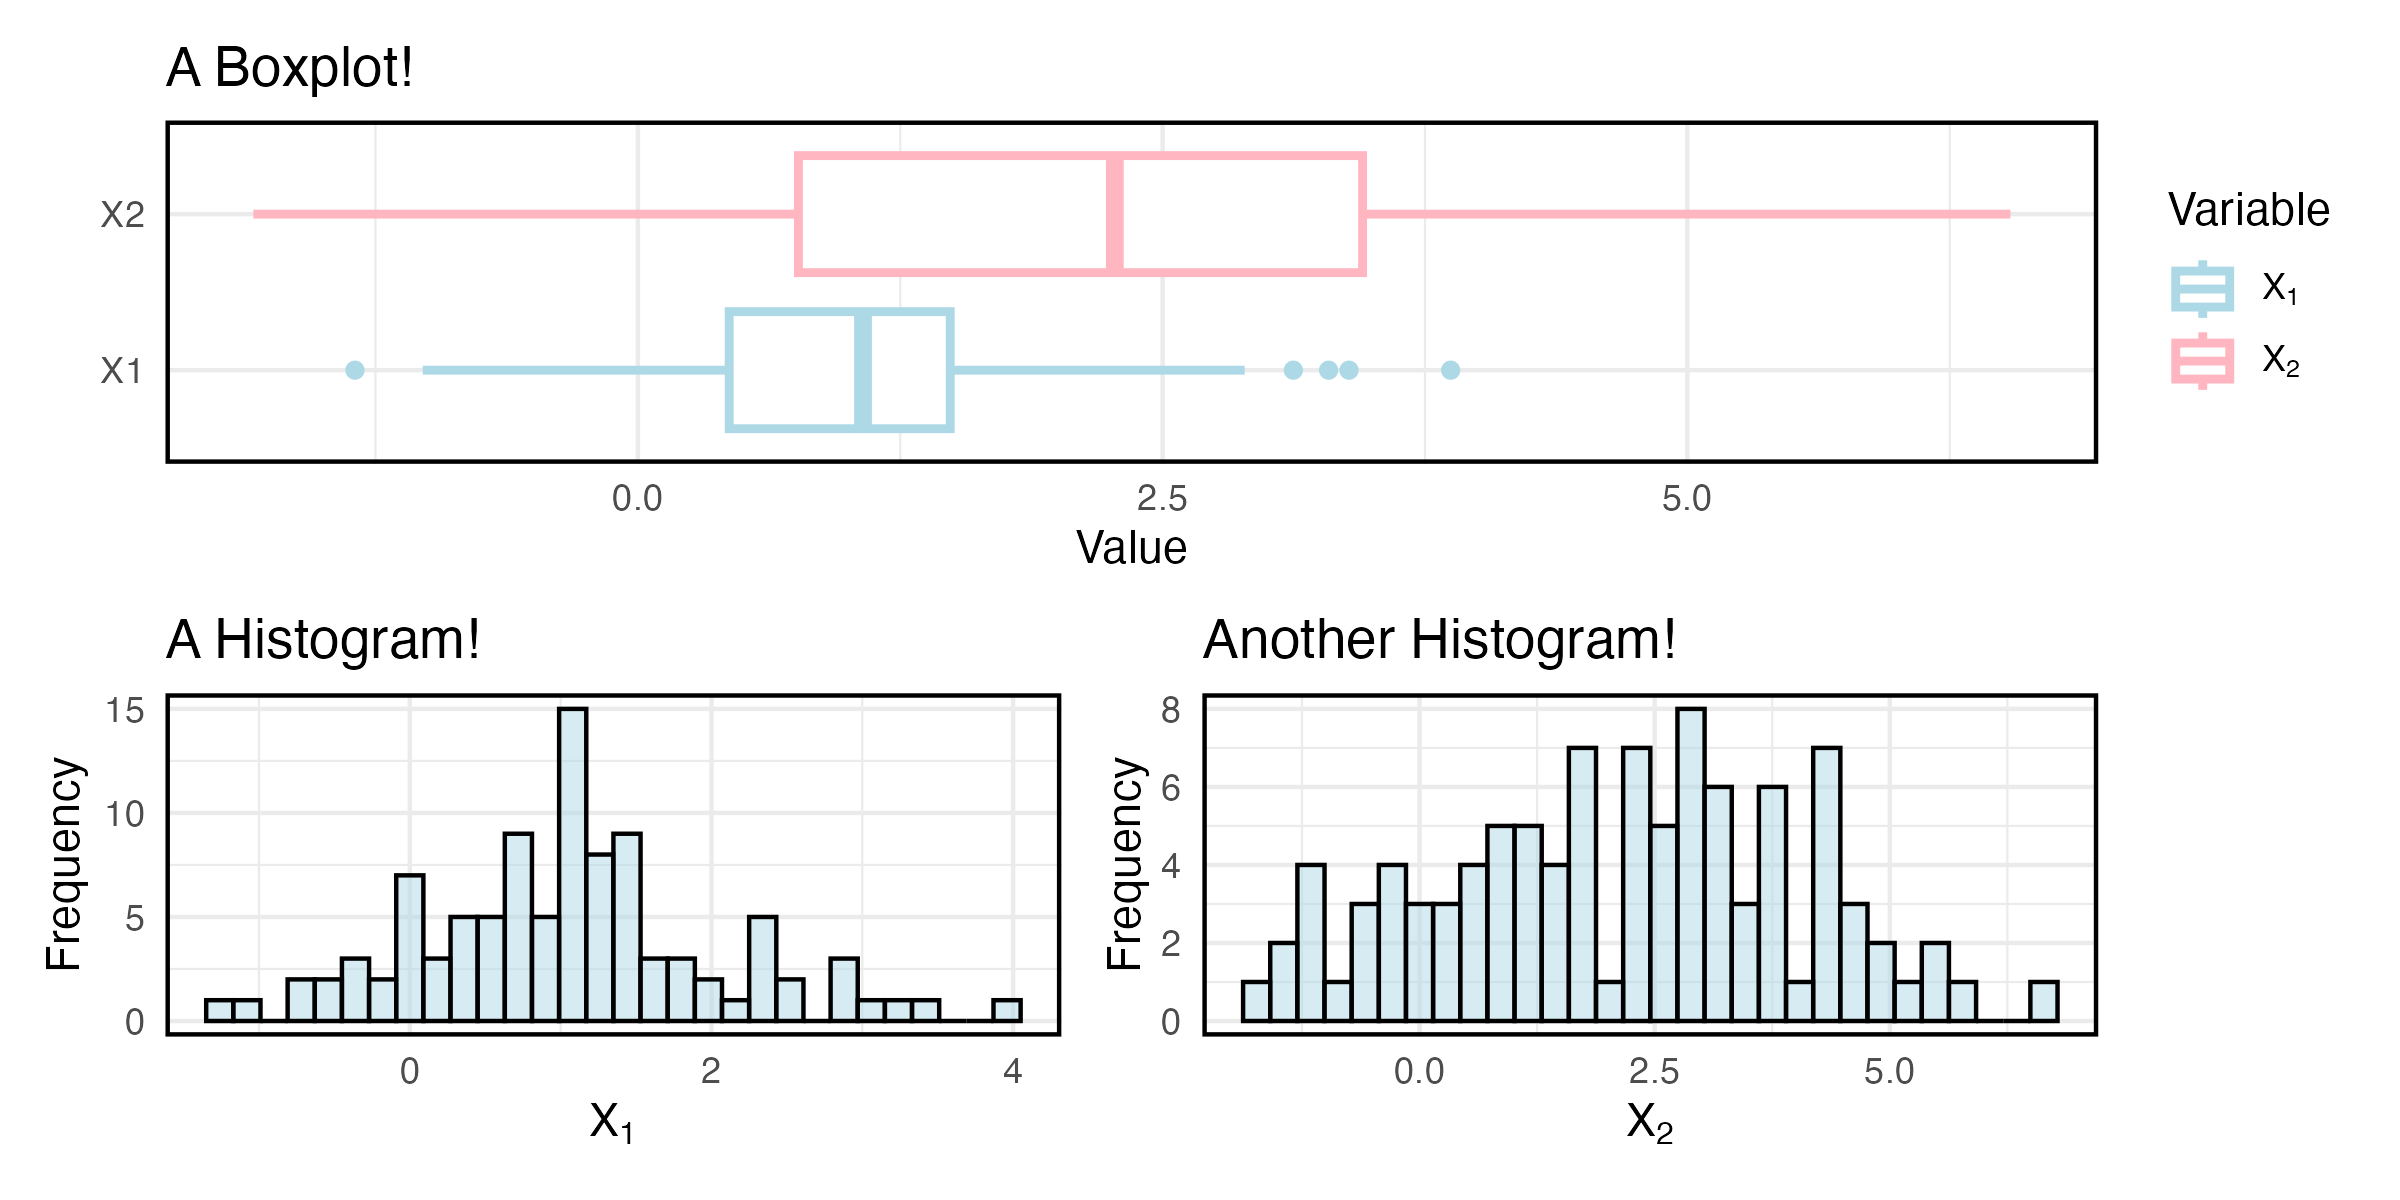 A Boxplot!
X2
X1
0.0 2.5 5.0
Value
Variable
X₁
X₂
A Histogram!
15
10
5
0
Frequency
0 2 4
X₁
Another Histogram!
8
6
4
2
0
Frequency
0.0 2.5 5.0
X₂